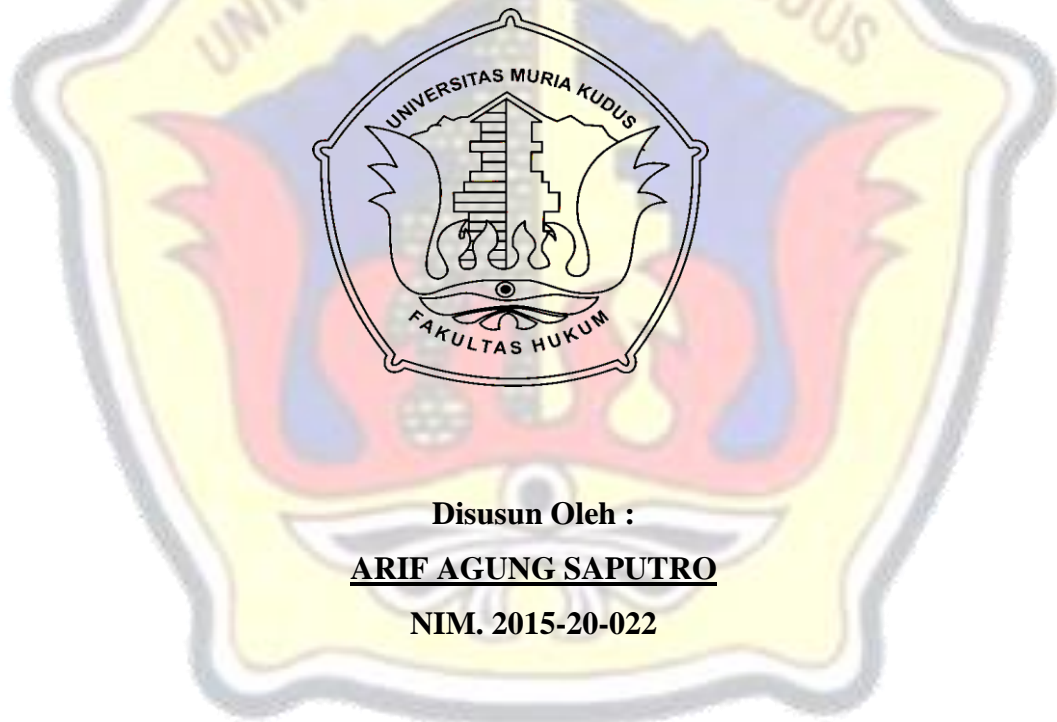 UNIVERSITAS MURIA KUDUS
FAKULTAS HUKUM
Disusun Oleh :
ARIF AGUNG SAPUTRO
NIM. 2015-20-022